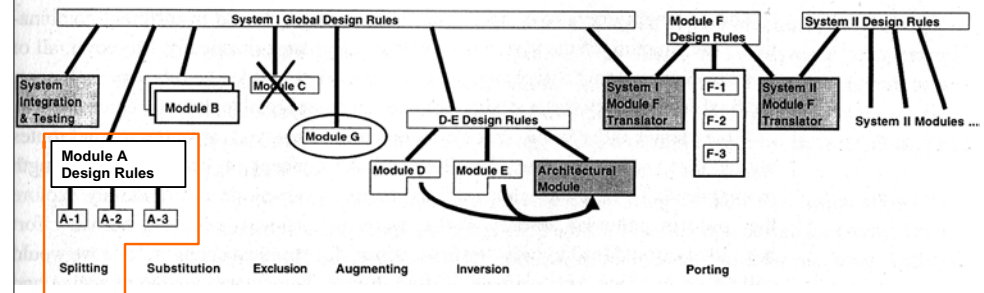 System I Global Design Rules
Module F
Design Rules
System II Design Rules
System
Integration
& Testing
Module B
Module C
Module G
D-E Design Rules
System I
Module F
Translator
F-1
F-2
F-3
System II
Module F
Translator
System II Modules ....
Module A
Design Rules
A-1
A-2
A-3
Module D
Module E
Architectural
Module
Splitting
Substitution
Exclusion
Augmenting
Inversion
Porting